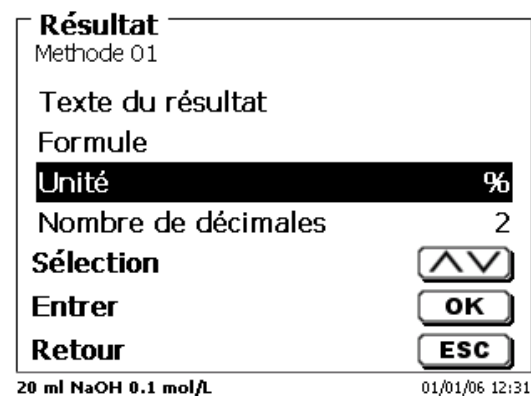 Résultat
Methode 01
Texte du résultat
Formule
Unité %
Nombre de décimales 2
Sélection
Entrer OK
Retour ESC
20 ml NaOH 0.1 mol/L 01/01/06 12:31